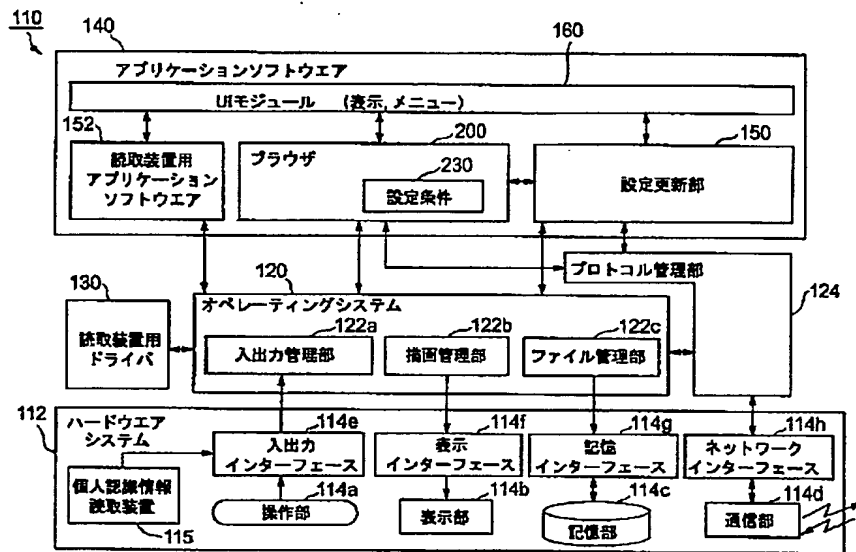 110
140
160
アプリケーションソフトウエア
UIモジュール (表示,メニュー)
152
200
150
読取装置用
アプリケーション
ソフトウエア
ブラウザ
230
設定条件
設定更新部
プロトコル管理部
124
130
120
読取装置用
ドライバ
オペレーティングシステム
122a
122b
122c
入出力管理部
描画管理部
ファイル管理部
112
ハードウエア
システム
114e
114f
114g
114h
入出力
インターフェース
表示
インターフェース
記信
インターフェース
ネットワーク
インターフェース
個人認識情報
読取装置
115
114a
操作部
114b
表示部
114c
記憶部
114d
通信部